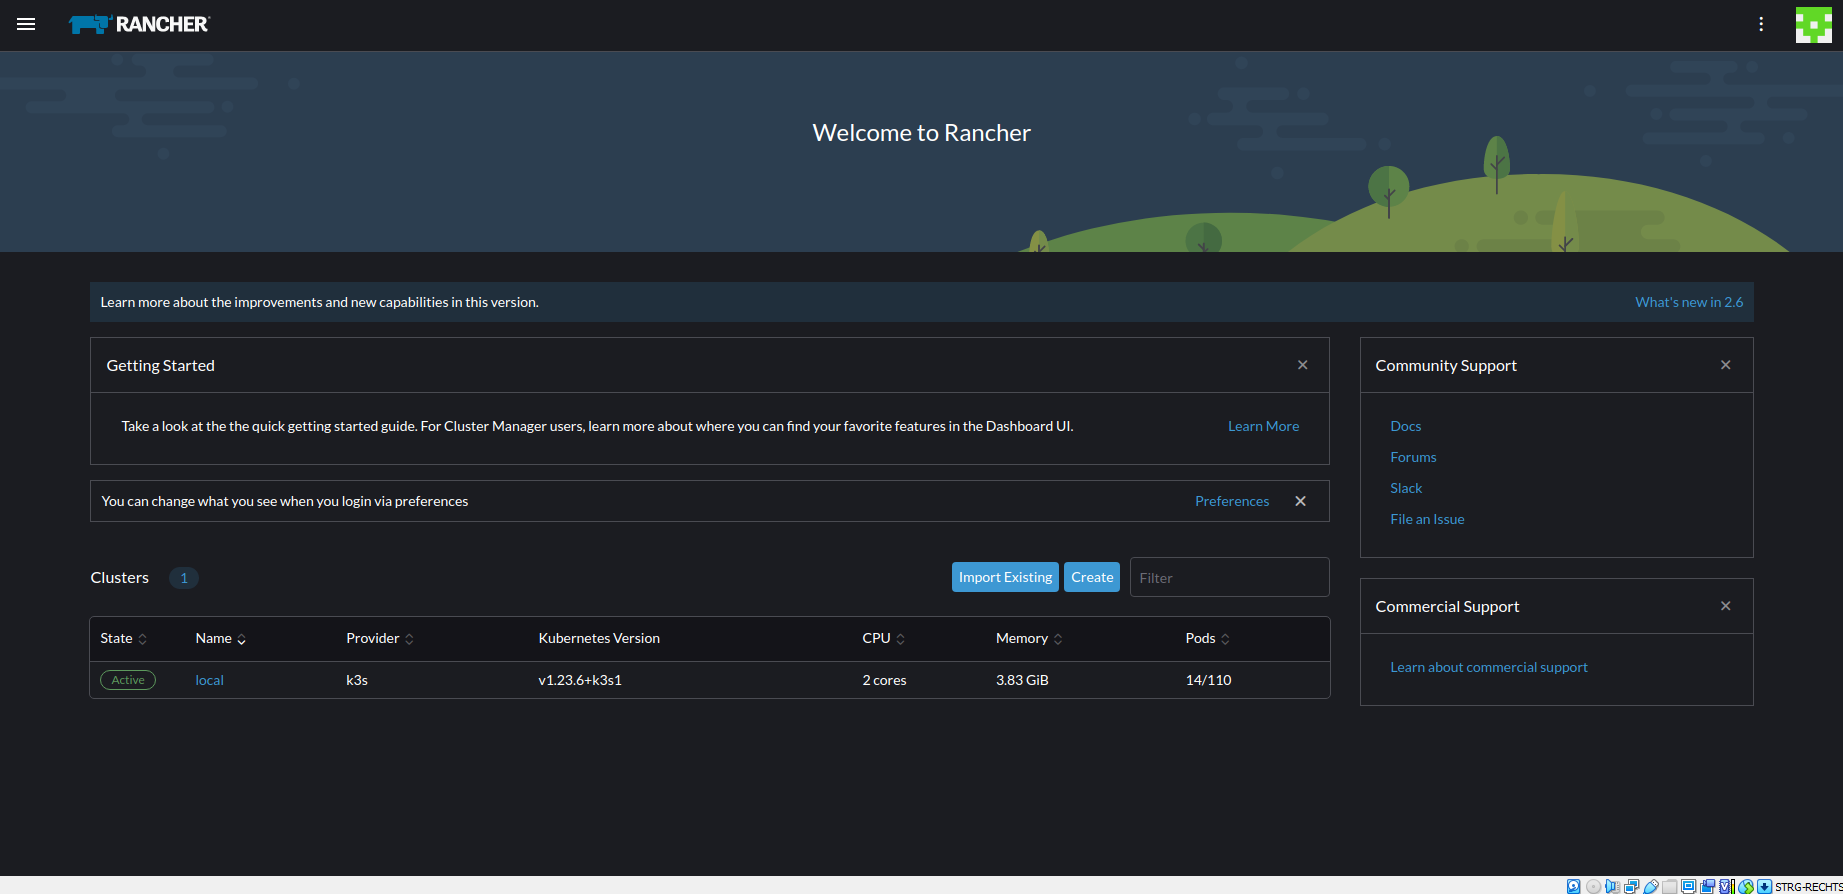 RANCHER
Welcome to Rancher
Learn more about the improvements and new capabilities in this version.
What's new in 2.6
Getting Started
Take a look at the the quick getting started guide. For Cluster Manager users, learn more about where you can find your favorite features in the Dashboard UI.
Learn More
You can change what you see when you login via preferences
Preferences
Community Support
Docs
Forums
Slack
File an Issue
Clusters 1
Import Existing Create Filter
State Name Provider Kubernetes Version CPU Memory Pods
Active local k3s v1.23.6+k3s1 2 cores 3.83 GiB 14/110
Commercial Support
Learn about commercial support
STRG-RECHTS